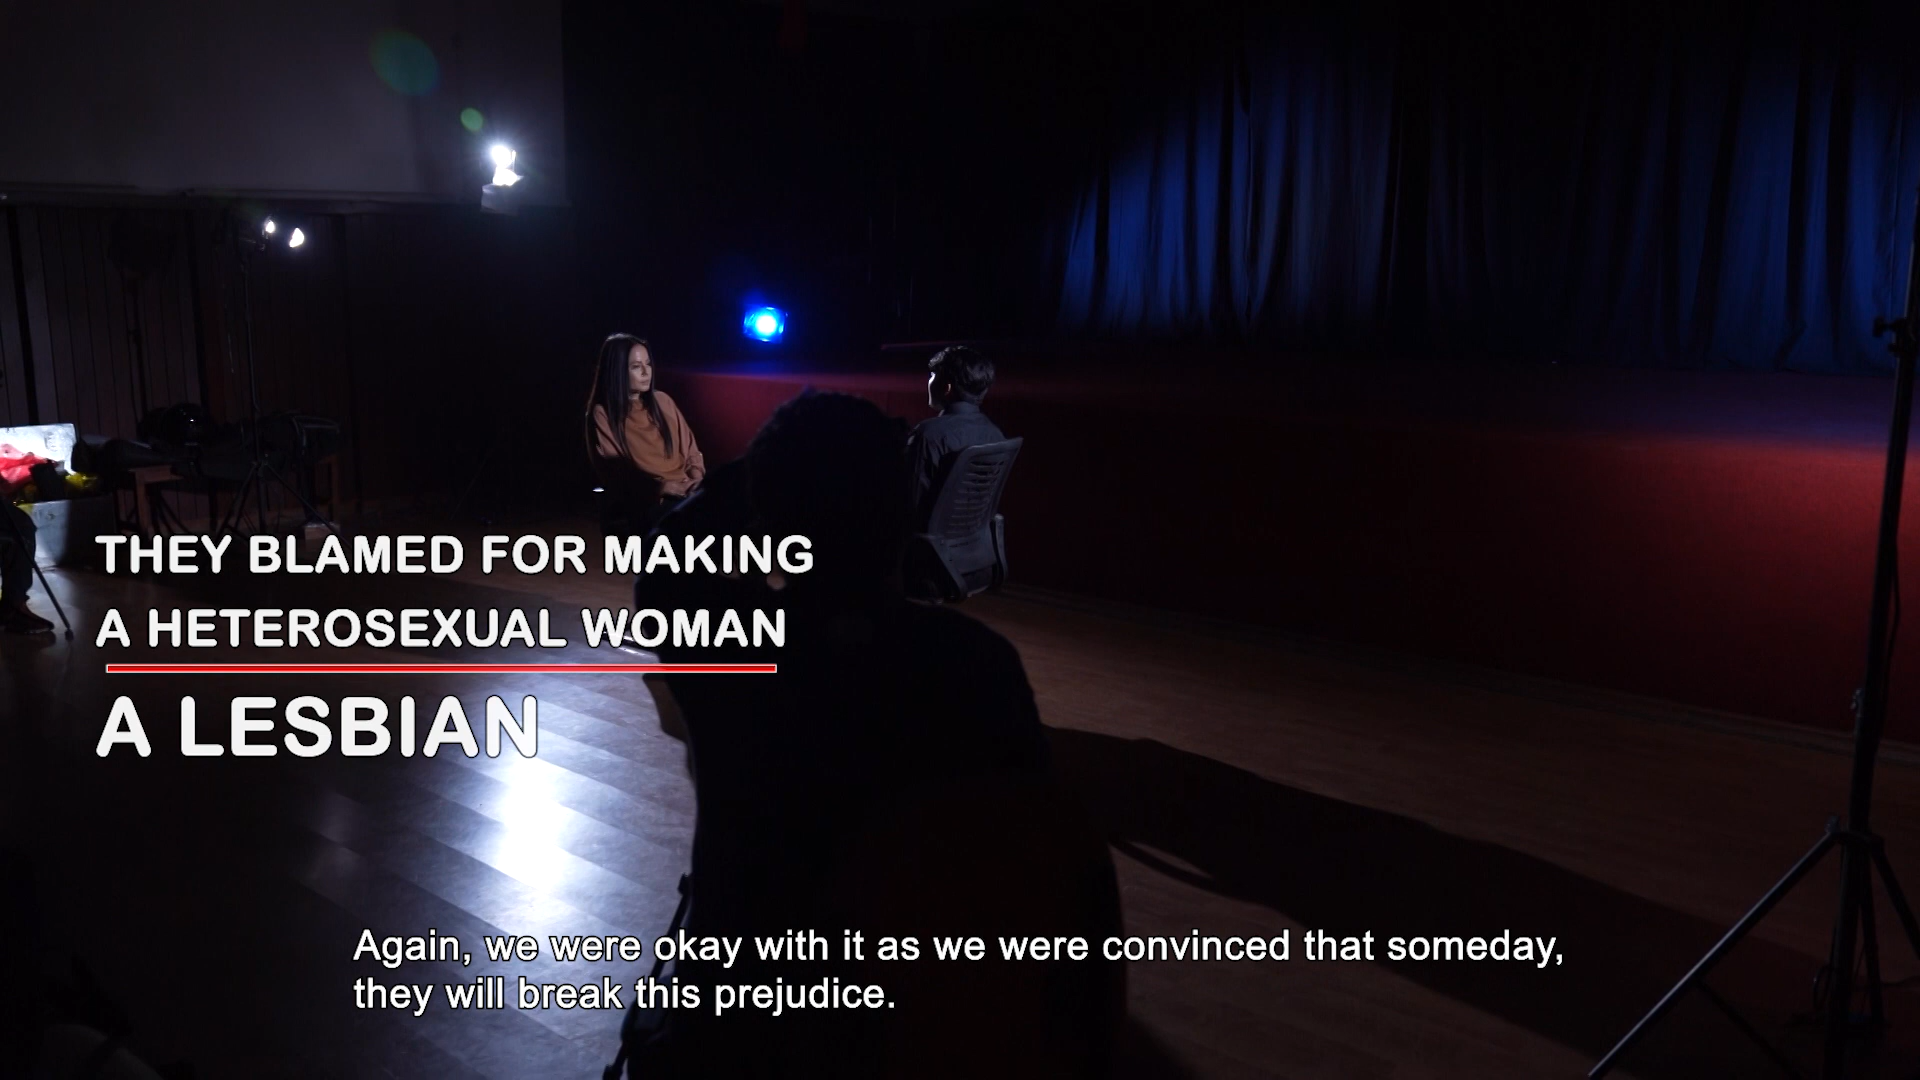 THEY BLAMED FOR MAKING
A HETEROSEXUAL WOMAN
A LESBIAN
Again, we were okay with it as we were convinced that someday,
they will break this prejudice.